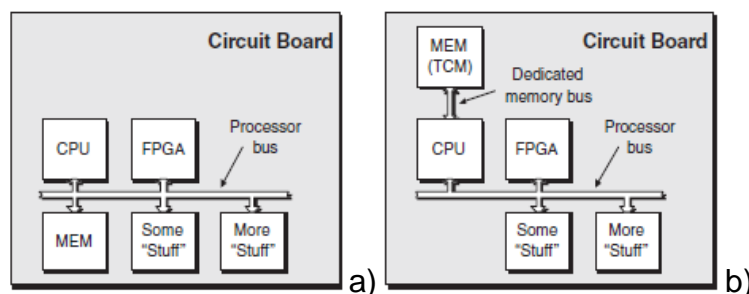 Circuit Board
Processor
bus
CPU
FPGA
MEM
Some
“Stuff”
More
“Stuff”
a)
Circuit Board
MEM
(TCM)
Dedicated
memory bus
Processor
bus
CPU
FPGA
Some
“Stuff”
More
“Stuff”
b)